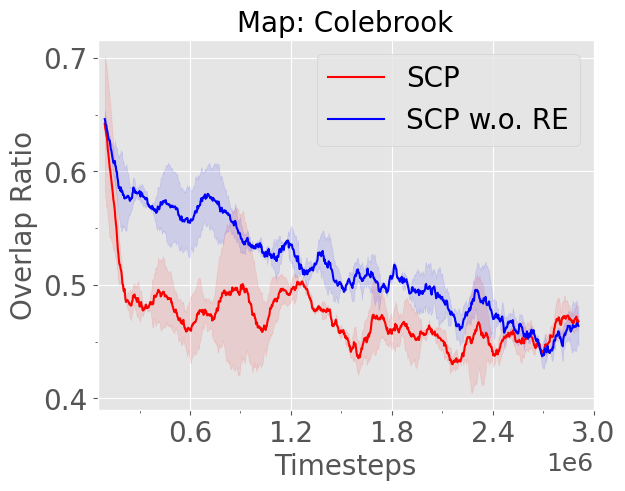 Map: Colebrook
SCP
SCP w.o. RE
Overlap Ratio
0.7
0.6
0.5
0.4
0.6 1.2 1.8 2.4 3.0
Timesteps
1e6